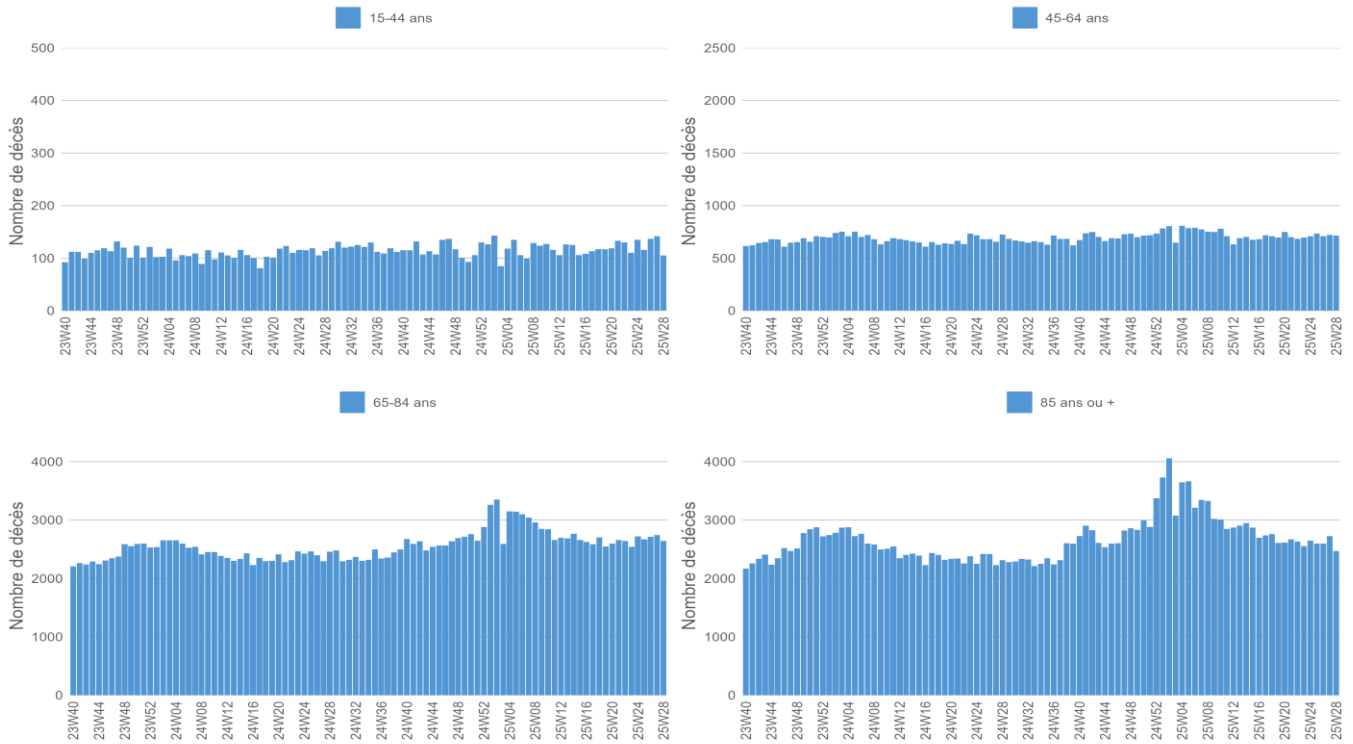 15-44 ans
500
400
300
200
100
0
Nombre de décès
23W40 23W44 23W48 23W52 24W04 24W08 24W12 24W16 24W20 24W24 24W28 24W32 24W36 24W40 24W44 24W48 24W52 25W04 25W08 25W12 25W16 25W20 25W24 25W28
45-64 ans
2500
2000
1500
1000
500
0
Nombre de décès
23W40 23W44 23W48 23W52 24W04 24W08 24W12 24W16 24W20 24W24 24W28 24W32 24W36 24W40 24W44 24W48 24W52 25W04 25W08 25W12 25W16 25W20 25W24 25W28
65-84 ans
4000
3000
2000
1000
0
Nombre de décès
23W40 23W44 23W48 23W52 24W04 24W08 24W12 24W16 24W20 24W24 24W28 24W32 24W36 24W40 24W44 24W48 24W52 25W04 25W08 25W12 25W16 25W20 25W24 25W28
85 ans ou +
4000
3000
2000
1000
0
Nombre de décès
23W40 23W44 23W48 23W52 24W04 24W08 24W12 24W16 24W20 24W24 24W28 24W32 24W36 24W40 24W44 24W48 24W52 25W04 25W08 25W12 25W16 25W20 25W24 25W28